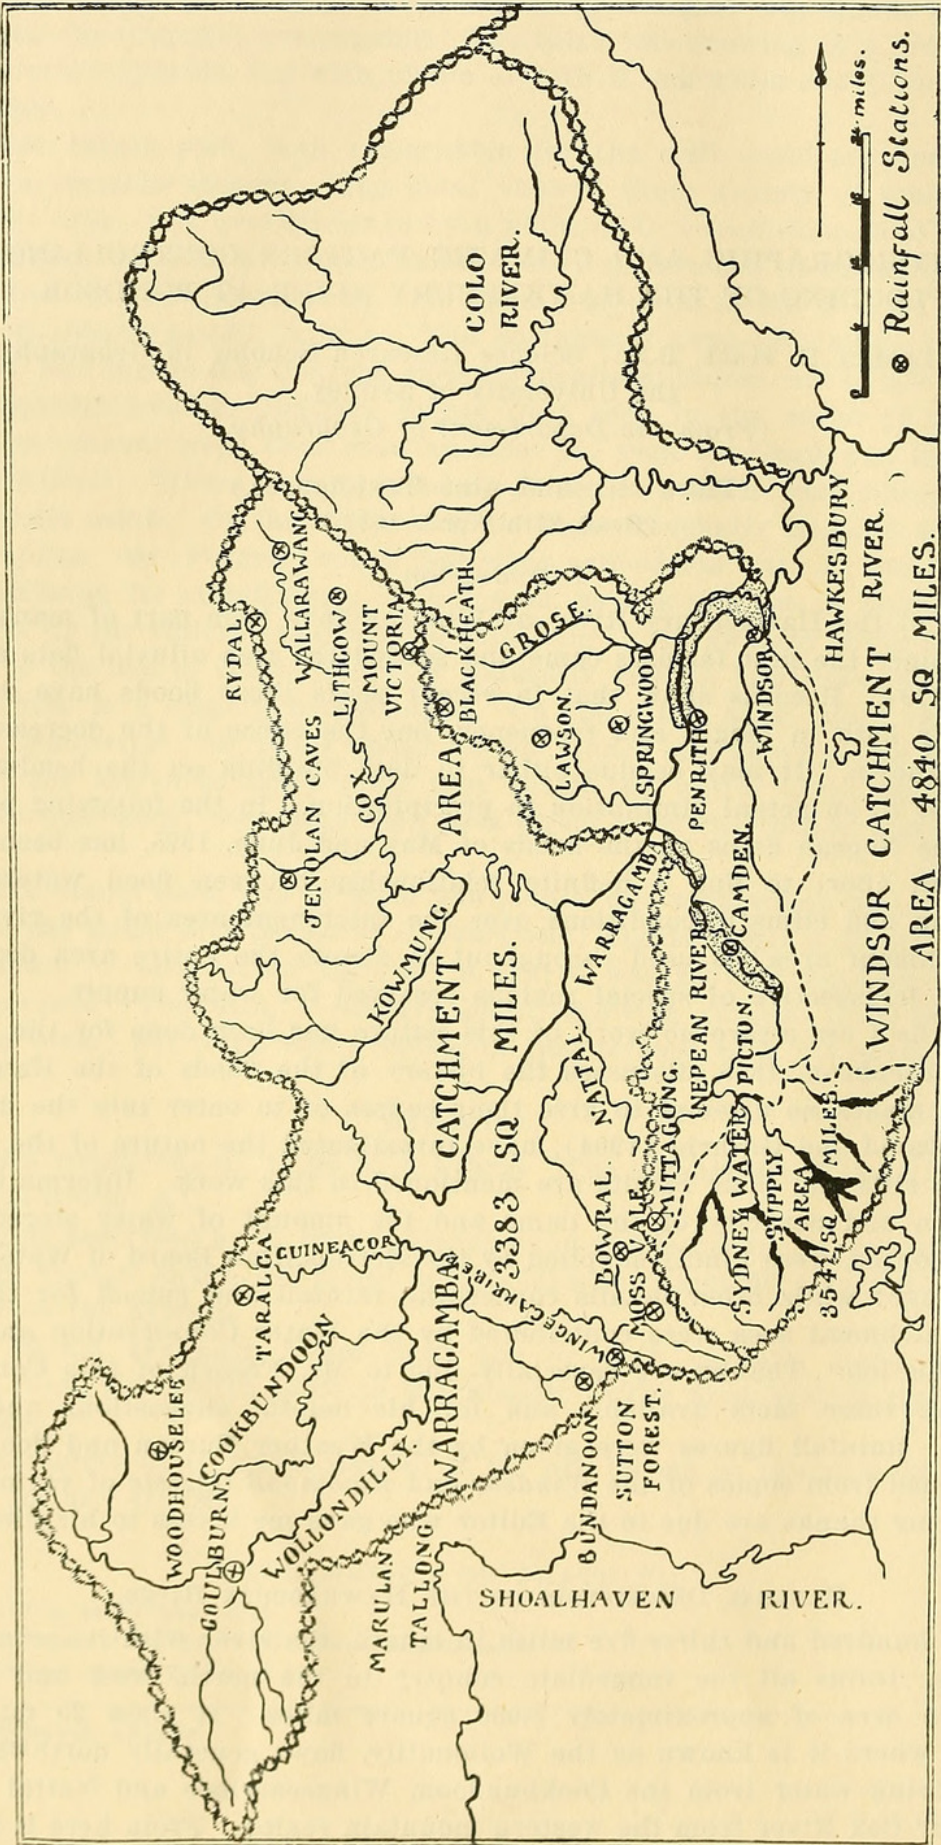 COLO
RIVER.
miles.
⊗ Rainfall Stations.
RYDAL
WALLARAWANG
LITHGOW
MOUNT
VICTORIA
BLACKHEATH
GROSE.
LAWSON.
SPRINGWOOD
PENRITH
WINDSOR
HAWKESBURY
RIVER.
JENOLAN CAVES
COX
KOWMUNG
WARRAGAMBA
NEPEAN RIVER
CAMDEN.
PICTON.
NATTAI
MITTAGONG.
BOWRAL.
MOSS VALE
SYDNEY WATER
SUPPLY
AREA
354 SQ MILES
WINGECARRIBEE
GUINEACOR
TARALGA
COOKBUNDOON
WOODHOUSELEE
GOULBURN
WOLLONDILLY.
MARULAN
TALLONG
BUNDANOON
SUTTON
FOREST.
SHOALHAVEN RIVER.
WARRAGAMBA CATCHMENT AREA
3383 SQ MILES.
WINDSOR CATCHMENT
AREA 4840 SQ MILES.